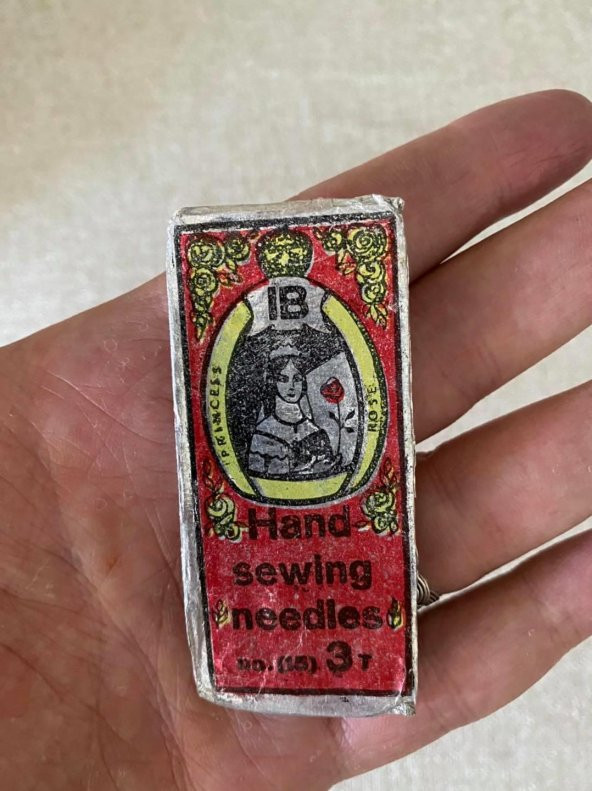 IB
PRINCESS
ROSE
Hand
sewing
needles
no. (15) 3 T